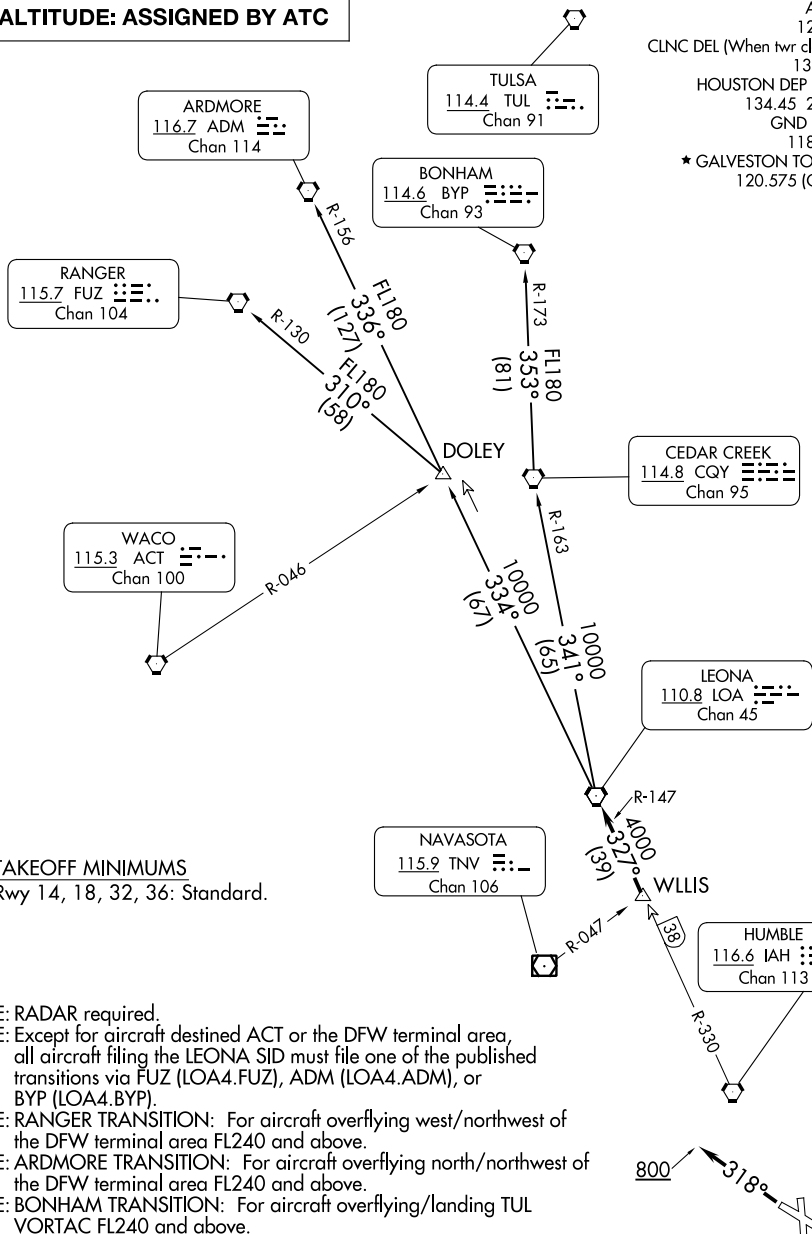 ALTITUDE: ASSIGNED BY ATC
CLNC DEL (When twr cl
HOUSTON DEP
134.45 2
GND
118
★ GALVESTON TO
120.575 (
TULSA
114.4 TUL
Chan 91
ARDMORE
116.7 ADM
Chan 114
BONHAM
114.6 BYP
Chan 93
RANGER
115.7 FUZ
Chan 104
R-156
FL180
336°
(127)
R-130
FL180
310°
(58)
R-173
FL180
353°
(81)
DOLEY
CEDAR CREEK
114.8 CQY
Chan 95
WACO
115.3 ACT
Chan 100
R-046
R-163
10000
334°
(67)
10000
341°
(65)
LEONA
110.8 LOA
Chan 45
R-147
4000
327°
(39)
NAVASOTA
115.9 TNV
Chan 106
WLLIS
R-047
38
HUMBLE
116.6 IAH
Chan 113
R-330
TAKEOFF MINIMUMS
Rwy 14, 18, 32, 36: Standard.
E: RADAR required.
E: Except for aircraft destined ACT or the DFW terminal area,
all aircraft filing the LEONA SID must file one of the published
transitions via FUZ (LOA4.FUZ), ADM (LOA4.ADM), or
BYP (LOA4.BYP).
E: RANGER TRANSITION: For aircraft overflying west/northwest of
the DFW terminal area FL240 and above.
E: ARDMORE TRANSITION: For aircraft overflying north/northwest of
the DFW terminal area FL240 and above.
E: BONHAM TRANSITION: For aircraft overflying/landing TUL
VORTAC FL240 and above.
800
318°